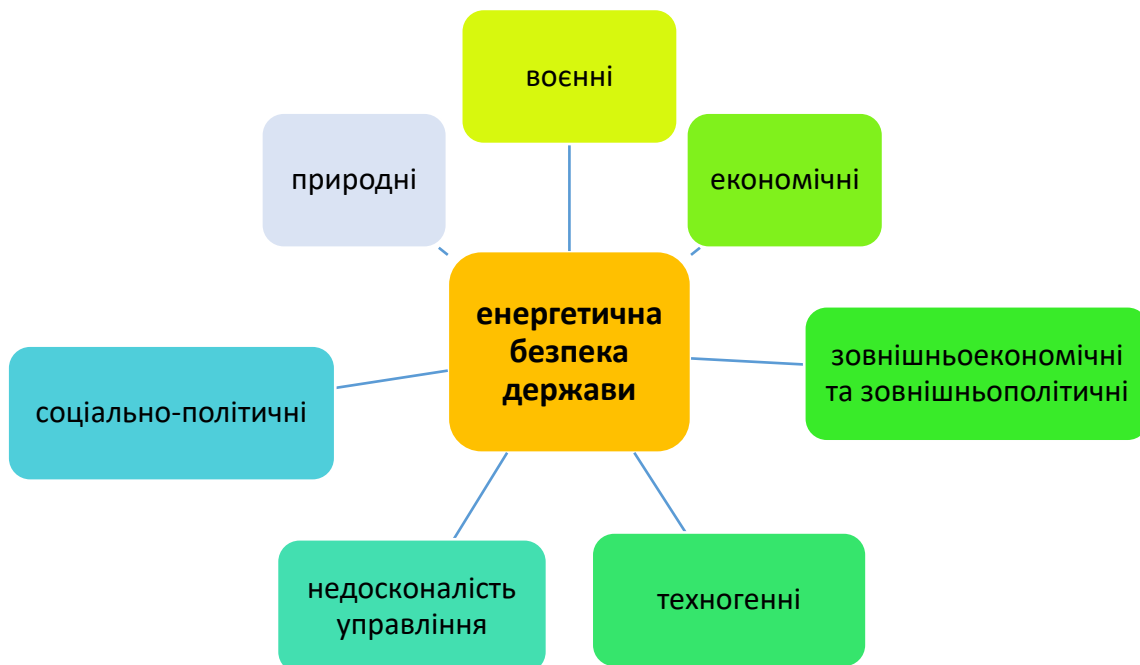 воєнні
природні
економічні
енергетична
безпека
держави
зовнішньоекономічні
та зовнішньополітичні
соціально-політичні
недосконалість
управління
техногенні